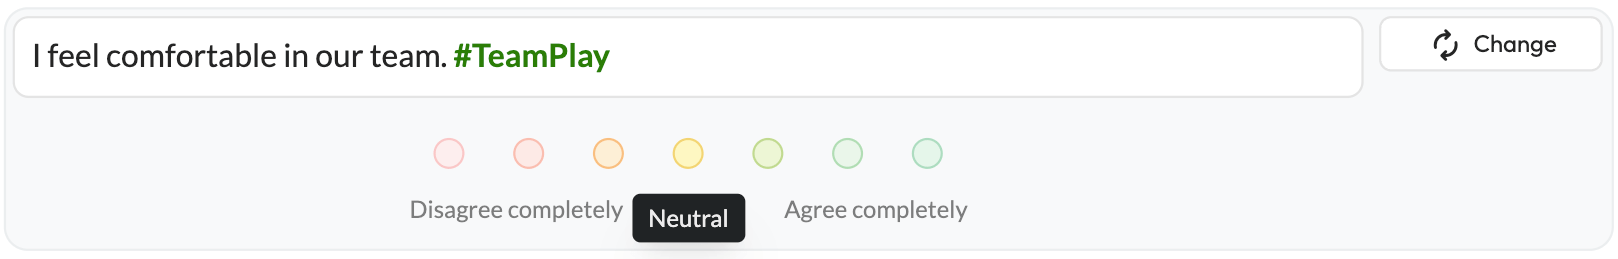 I feel comfortable in our team. #TeamPlay
Change
Disagree completely
Neutral
Agree completely